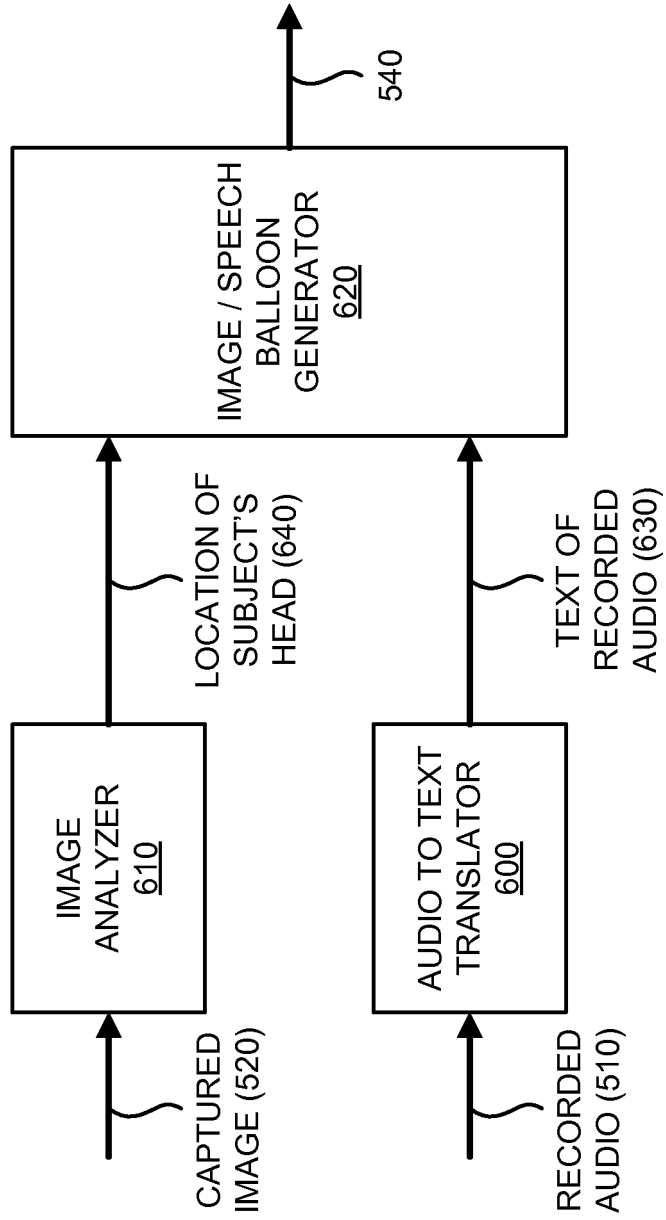 CAPTURED
IMAGE (520)
IMAGE
ANALYZER
610
LOCATION OF
SUBJECT'S
HEAD (640)
IMAGE / SPEECH
BALLOON
GENERATOR
620
540
RECORDED
AUDIO (510)
AUDIO TO TEXT
TRANSLATOR
600
TEXT OF
RECORDED
AUDIO (630)